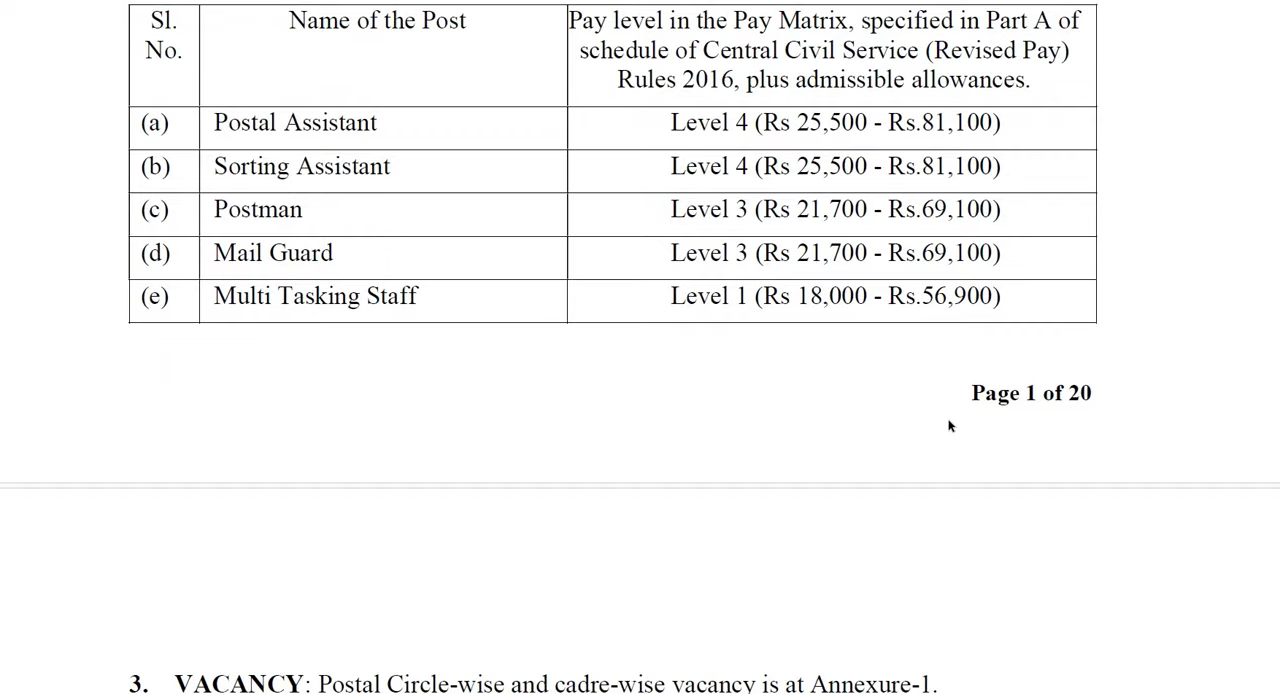 Sl. No. Name of the Post Pay level in the Pay Matrix, specified in Part A of schedule of Central Civil Service (Revised Pay) Rules 2016, plus admissible allowances.
(a) Postal Assistant Level 4 (Rs 25,500 - Rs.81,100)
(b) Sorting Assistant Level 4 (Rs 25,500 - Rs.81,100)
(c) Postman Level 3 (Rs 21,700 - Rs.69,100)
(d) Mail Guard Level 3 (Rs 21,700 - Rs.69,100)
(e) Multi Tasking Staff Level 1 (Rs 18,000 - Rs.56,900)
Page 1 of 20
3. VACANCY: Postal Circle-wise and cadre-wise vacancy is at Annexure-1.